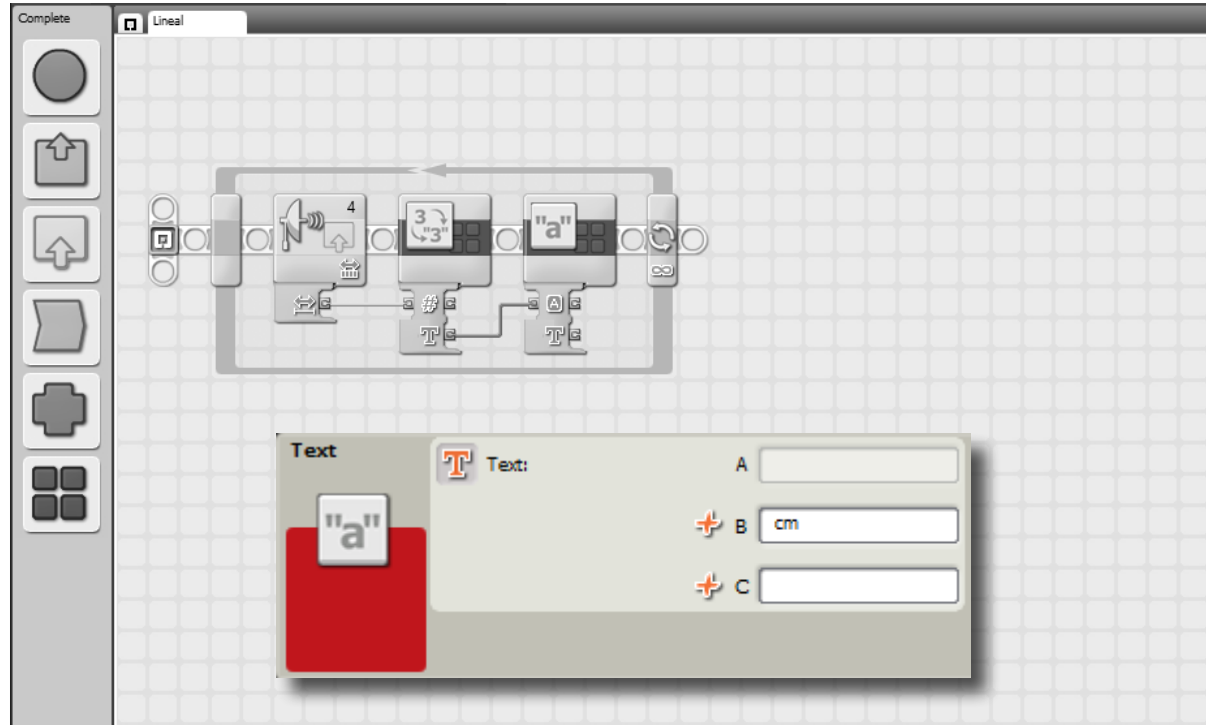 Complete
Lineal
4
3
"3"
"a"
#
A
T
T
Text
T Text: A
"a"
B cm
C